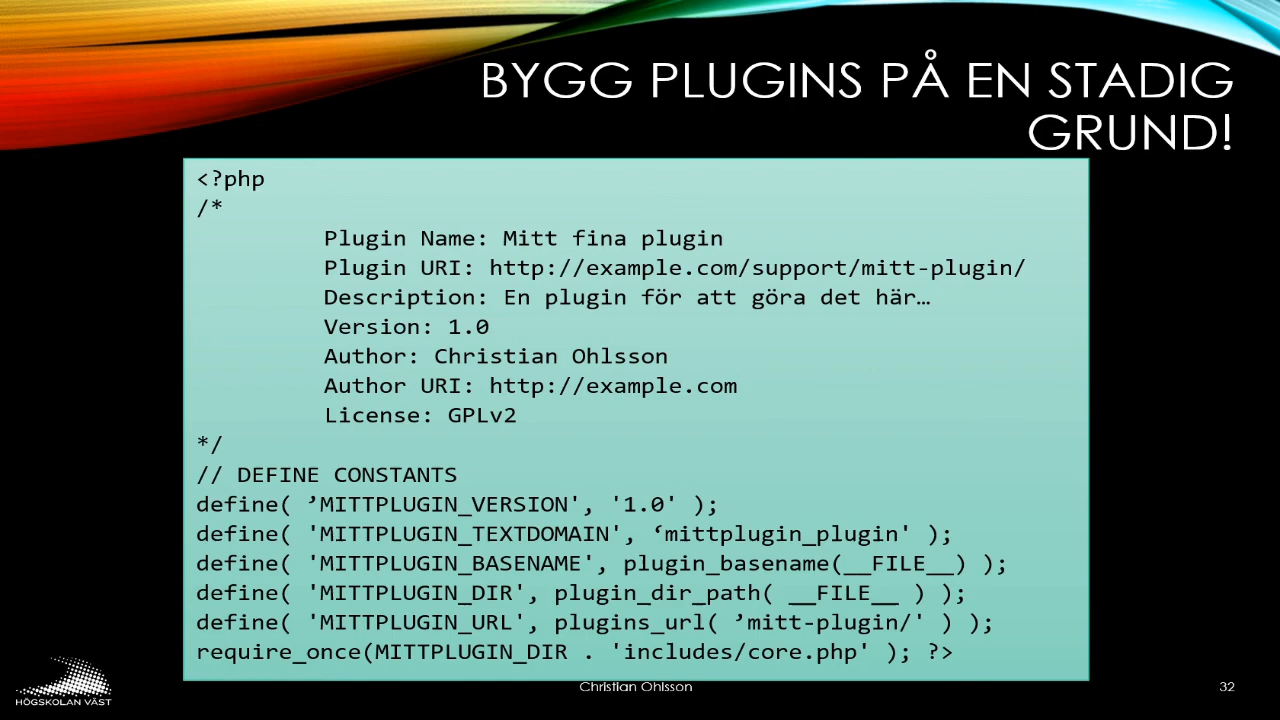 BYGG PLUGINS PÅ EN STADIG
GRUND!
<?php
/*
Plugin Name: Mitt fina plugin
Plugin URI: http://example.com/support/mitt-plugin/
Description: En plugin för att göra det här…
Version: 1.0
Author: Christian Ohlsson
Author URI: http://example.com
License: GPLv2
*/
// DEFINE CONSTANTS
define( ’MITTPLUGIN_VERSION', '1.0' );
define( 'MITTPLUGIN_TEXTDOMAIN', ‘mittplugin_plugin' );
define( 'MITTPLUGIN_BASENAME', plugin_basename(__FILE__) );
define( 'MITTPLUGIN_DIR', plugin_dir_path( __FILE__ ) );
define( 'MITTPLUGIN_URL', plugins_url( ’mitt-plugin/' ) );
require_once(MITTPLUGIN_DIR . 'includes/core.php' ); ?>
HÖGSKOLAN VÄST
Christian Ohlsson
32